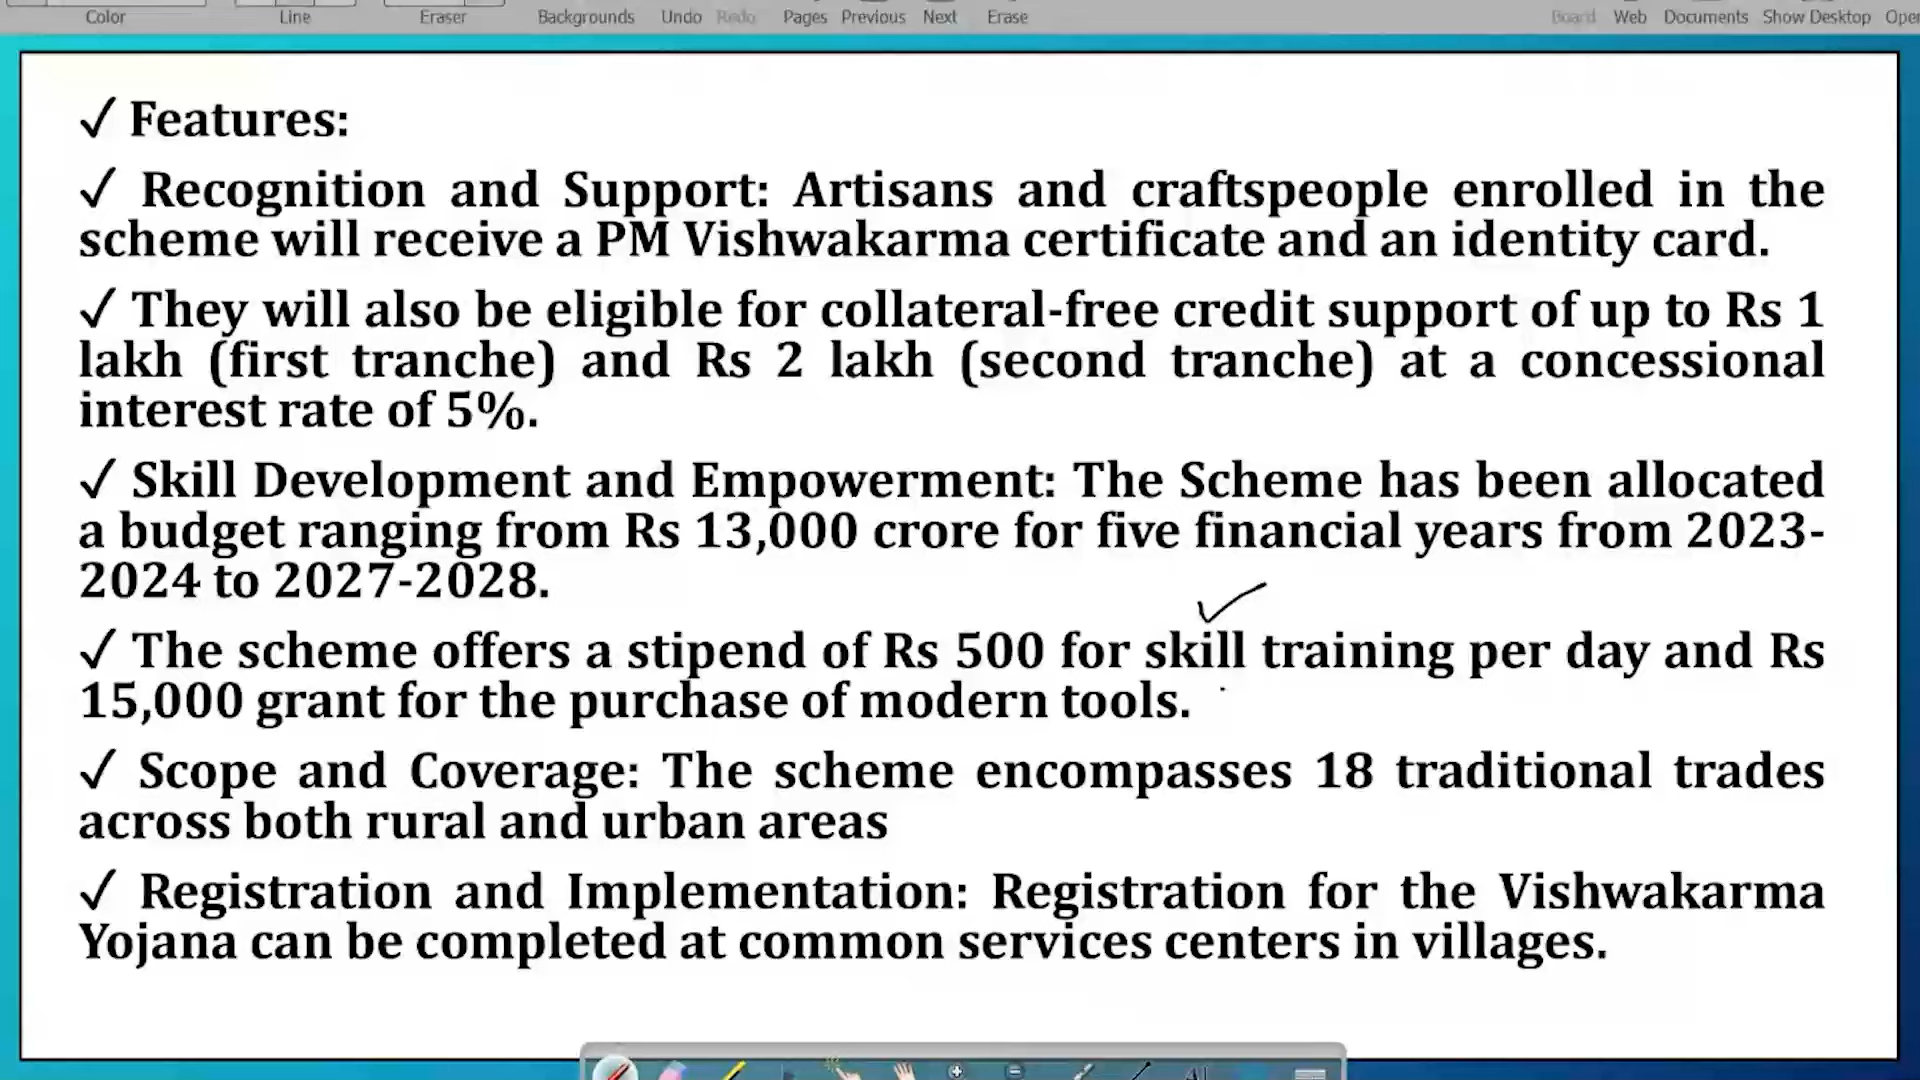 Color Line Eraser Backgrounds Undo Redo Pages Previous Next Erase Board Web Documents Show Desktop
✓ Features:
✓ Recognition and Support: Artisans and craftspeople enrolled in the
scheme will receive a PM Vishwakarma certificate and an identity card.
✓ They will also be eligible for collateral-free credit support of up to Rs 1
lakh (first tranche) and Rs 2 lakh (second tranche) at a concessional
interest rate of 5%.
✓ Skill Development and Empowerment: The Scheme has been allocated
a budget ranging from Rs 13,000 crore for five financial years from 2023-
2024 to 2027-2028.
✓ The scheme offers a stipend of Rs 500 for skill training per day and Rs
15,000 grant for the purchase of modern tools.
✓ Scope and Coverage: The scheme encompasses 18 traditional trades
across both rural and urban areas
✓ Registration and Implementation: Registration for the Vishwakarma
Yojana can be completed at common services centers in villages.